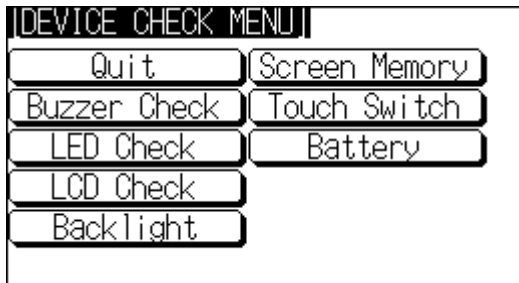 [DEVICE CHECK MENU]
Quit
Screen Memory
Buzzer Check
Touch Switch
LED Check
Battery
LCD Check
Backlight